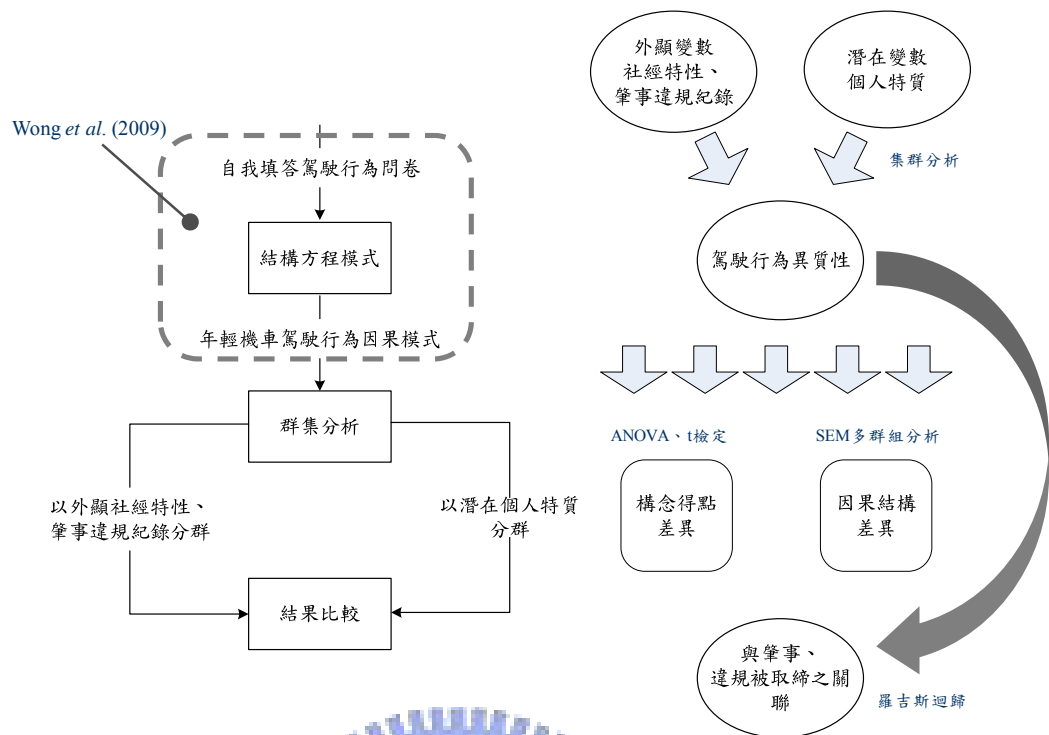 Wong et al. (2009)
自我填答駕駛行為問卷
結構方程模式
年輕機車駕駛行為因果模式
群集分析
以外顯社經特性、
肇事違規紀錄分群
以潛在個人特質
分群
結果比較
外顯變數
社經特性、
肇事違規紀錄
潛在變數
個人特質
集群分析
駕駛行為異質性
ANOVA、t檢定
SEM多群組分析
構念得點
差異
因果結構
差異
與肇事、
違規被取締之關
聯
羅吉斯迴歸